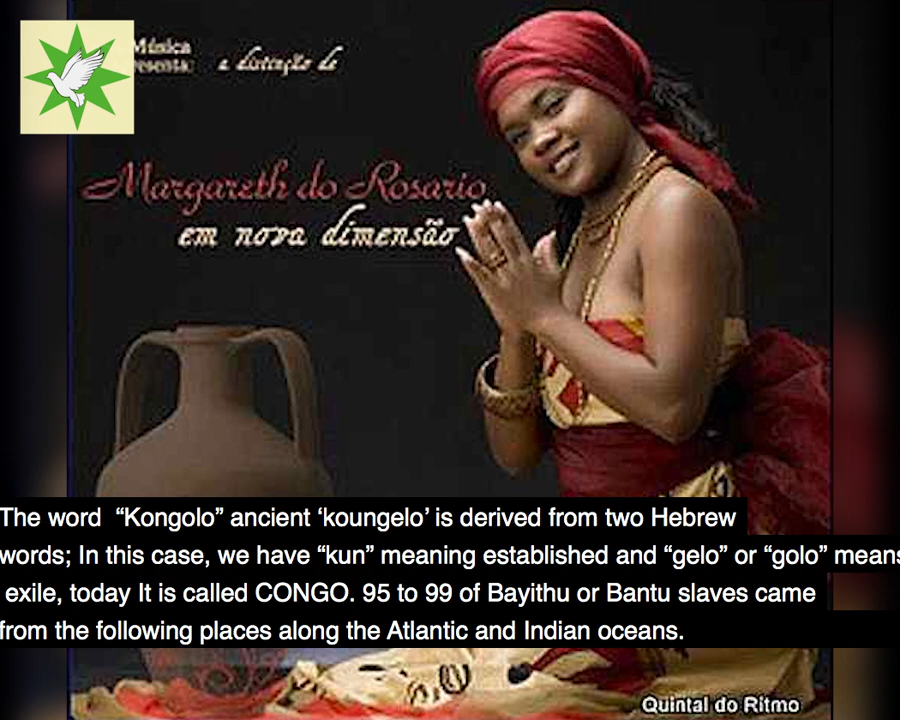 Música
a distinção de
Margareth do Rosario
em nova dimensão
The word “Kongolo” ancient ‘koungelo’ is derived from two Hebrew
words; In this case, we have “kun” meaning established and “gelo” or “golo” means
exile, today It is called CONGO. 95 to 99 of Bayithu or Bantu slaves came
from the following places along the Atlantic and Indian oceans.
Quintal do Ritmo